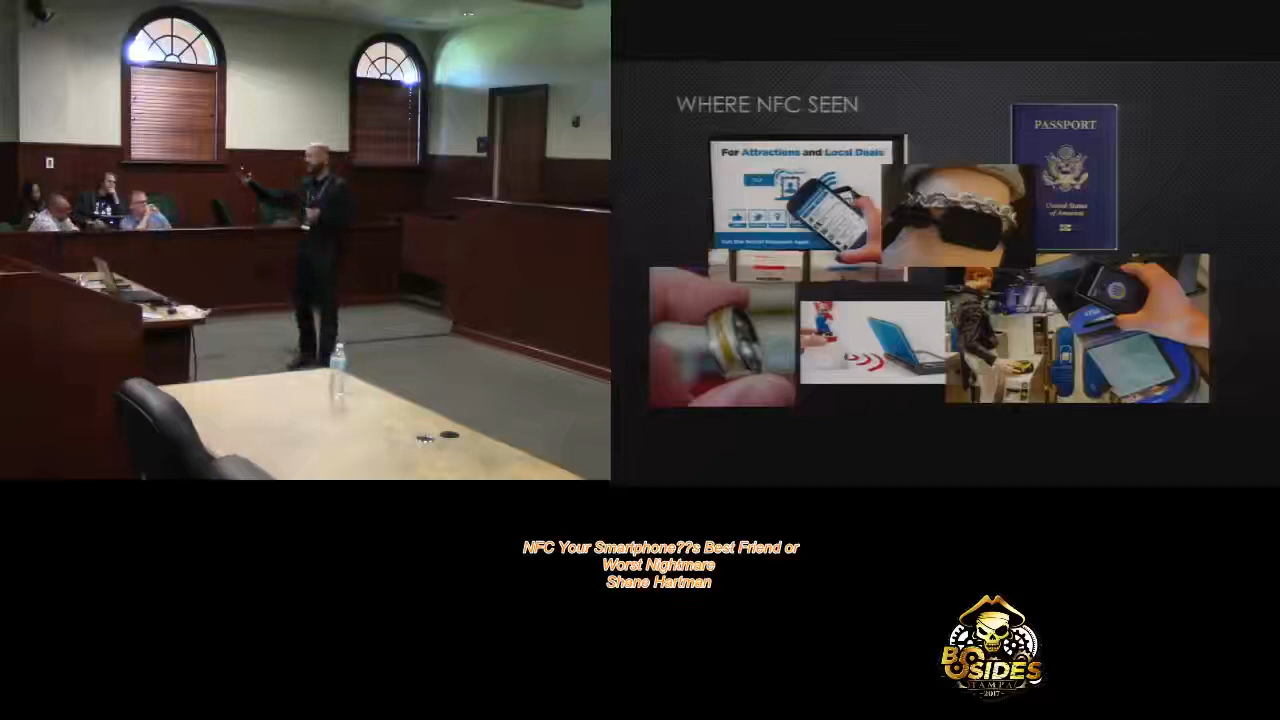 WHERE NFC SEEN
For Attractions and Local Deals
PASSPORT
United States
of America
NFC Your Smartphone??s Best Friend or
Worst Nightmare
Shane Hartman
BSIDES
TAMPA
-2017-